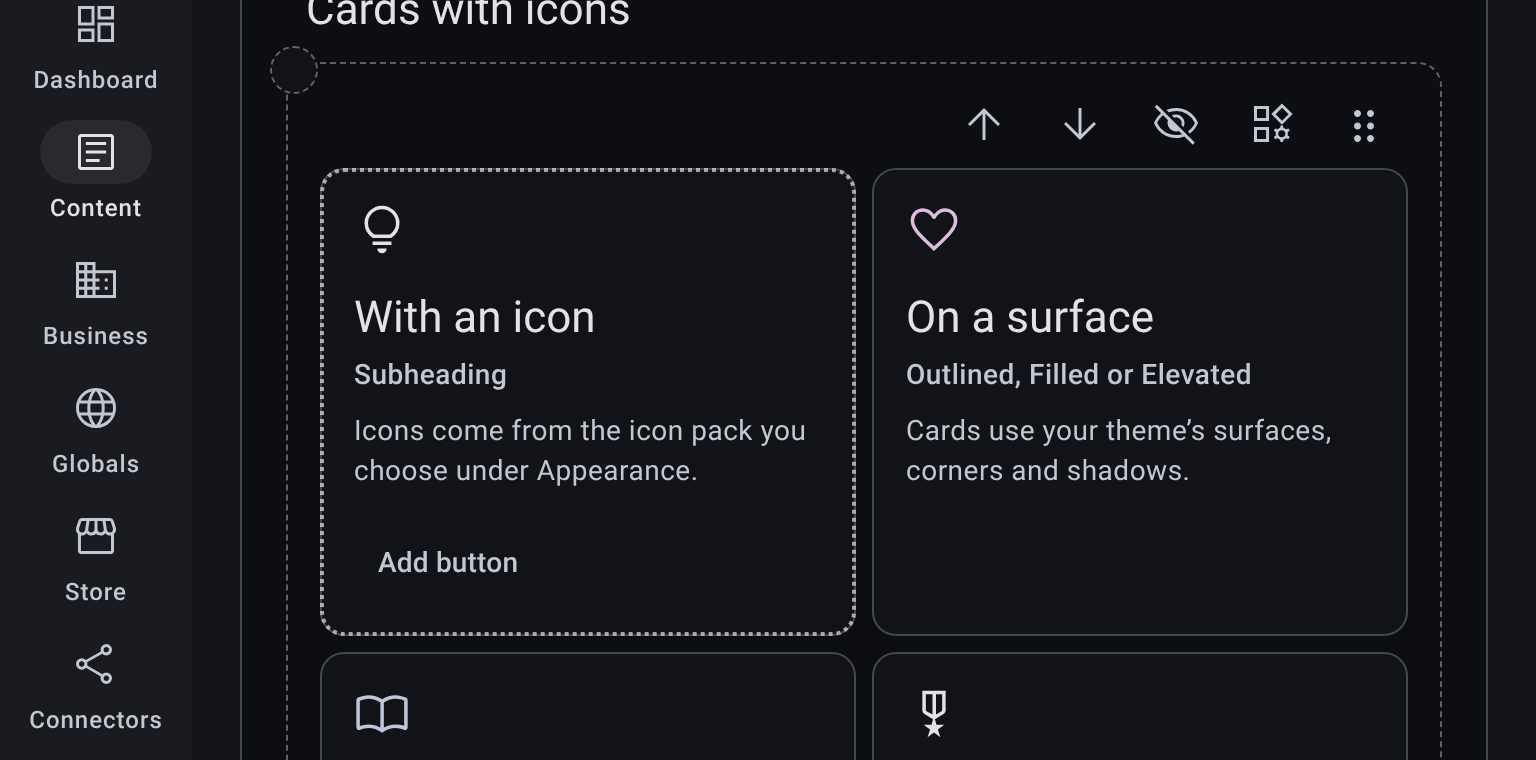 Cards with icons
Dashboard
Content
Business
Globals
Store
Connectors
With an icon
Subheading
Icons come from the icon pack you
choose under Appearance.
Add button
On a surface
Outlined, Filled or Elevated
Cards use your theme’s surfaces,
corners and shadows.